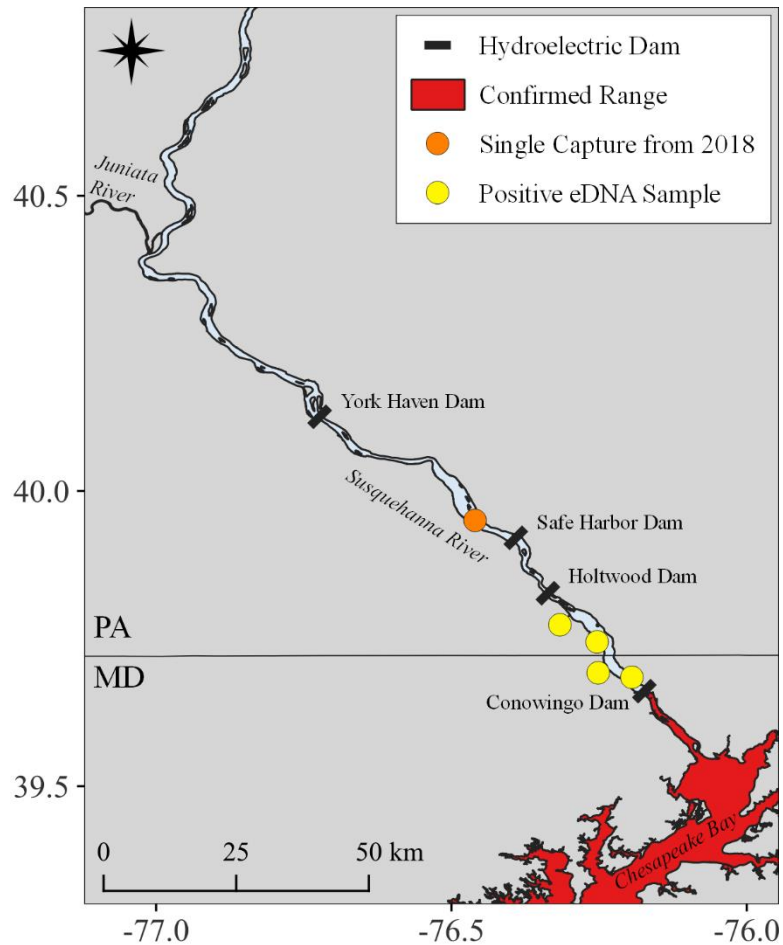 Hydroelectric Dam
Confirmed Range
Single Capture from 2018
Positive eDNA Sample
Juniata
River
40.5
York Haven Dam
40.0
Susquehanna River
Safe Harbor Dam
Holtwood Dam
PA
MD
Conowingo Dam
39.5
Chesapeake Bay
0 25 50 km
-77.0 -76.5 -76.0